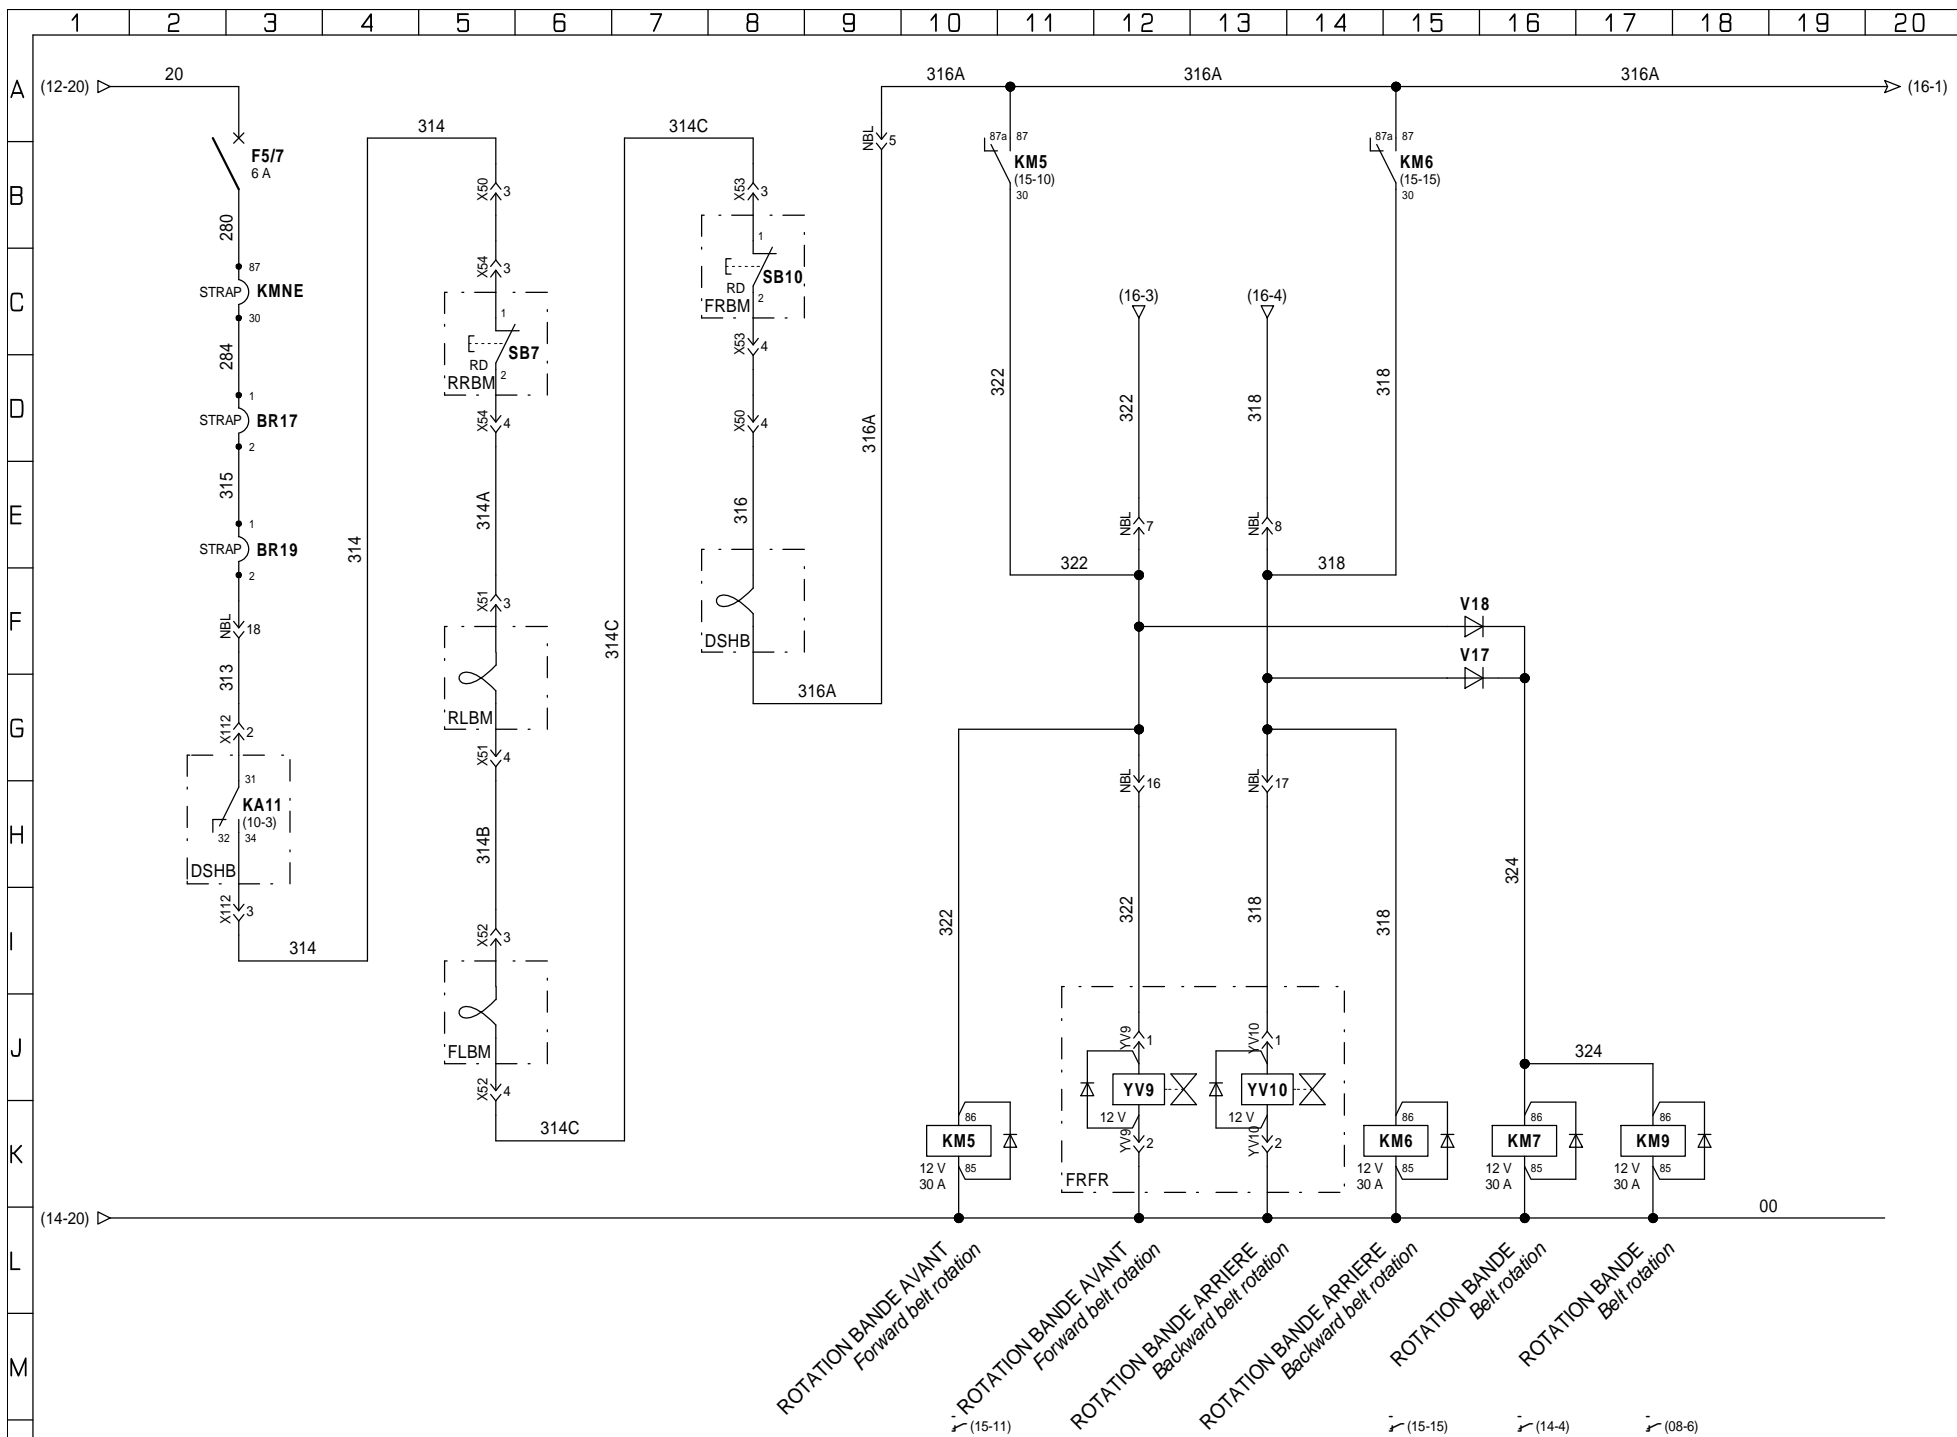 1 2 3 4 5 6 7 8 9 10 11 12 13 14 15 16 17 18 19 20
A
B
C
D
E
F
G
H
I
J
K
L
M
(12-20)
20
F5/7
6 A
280
87
STRAP KMNE
30
284
1
STRAP BR17
2
315
1
STRAP BR19
2
NBL
18
313
X112
2
31
KA11
(10-3)
32 34
DSHB
X112
3
314
314
314
X50
3
X54
3
1
SB7
RD
2
RRBM
X54
4
314A
X51
3
RLBM
X51
4
314B
X52
3
FLBM
X52
4
314C
314C
314C
X53
3
1
SB10
RD
2
FRBM
X53
4
X50
4
316
DSHB
316A
316A
NBL
5
316A
316A
316A
(16-1)
87a 87
KM5
(15-10)
30
322
322
87a 87
KM6
(15-15)
30
318
318
(16-3)
322
NBL
7
(16-4)
318
NBL
8
V18
V17
NBL
16
NBL
17
322
322
318
318
324
324
YV9
1
YV9
12 V
YV9
2
YV10
1
YV10
12 V
YV10
2
FRFR
86
KM5
12 V
30 A
85
86
KM6
12 V
30 A
85
86
KM7
12 V
30 A
85
86
KM9
12 V
30 A
85
(14-20)
00
ROTATION BANDE AVANT
Forward belt rotation
ROTATION BANDE AVANT
Forward belt rotation
ROTATION BANDE ARRIERE
Backward belt rotation
ROTATION BANDE ARRIERE
Backward belt rotation
ROTATION BANDE
Belt rotation
ROTATION BANDE
Belt rotation
(15-11)
(15-15)
(14-4)
(08-6)